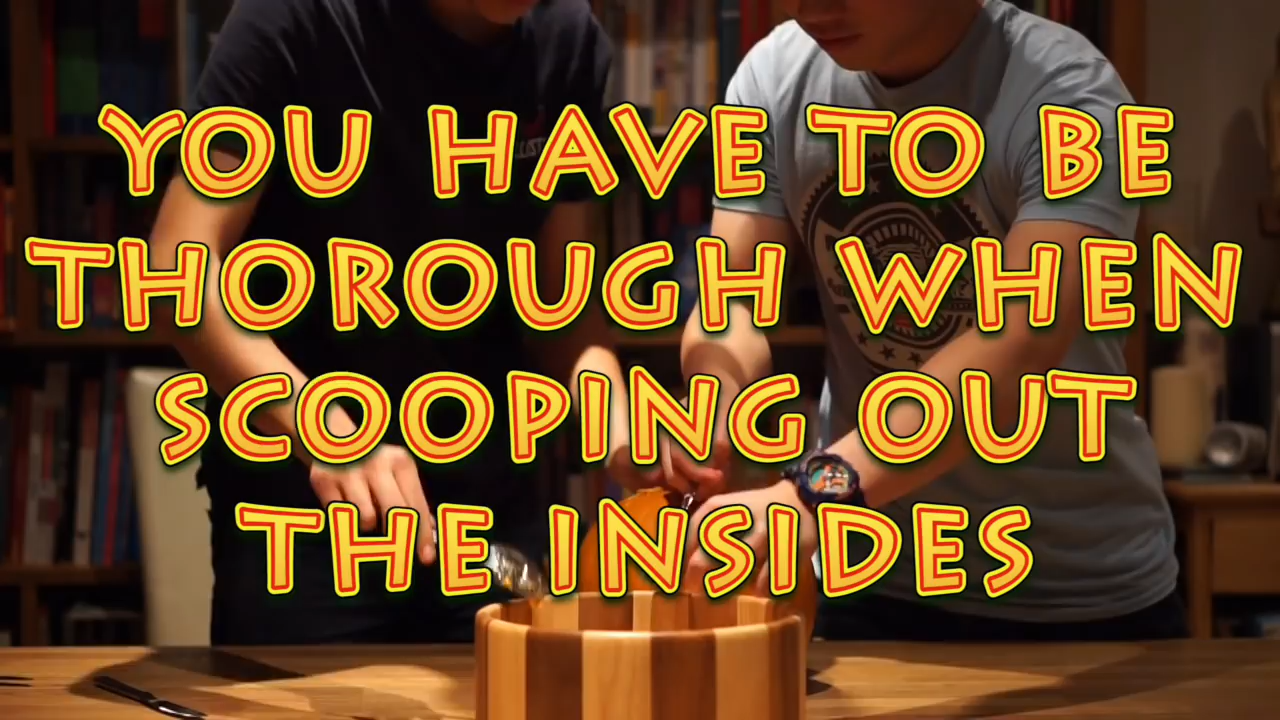 YOU HAVE TO BE
THOROUGH WHEN
SCOOPING OUT
THE INSIDES